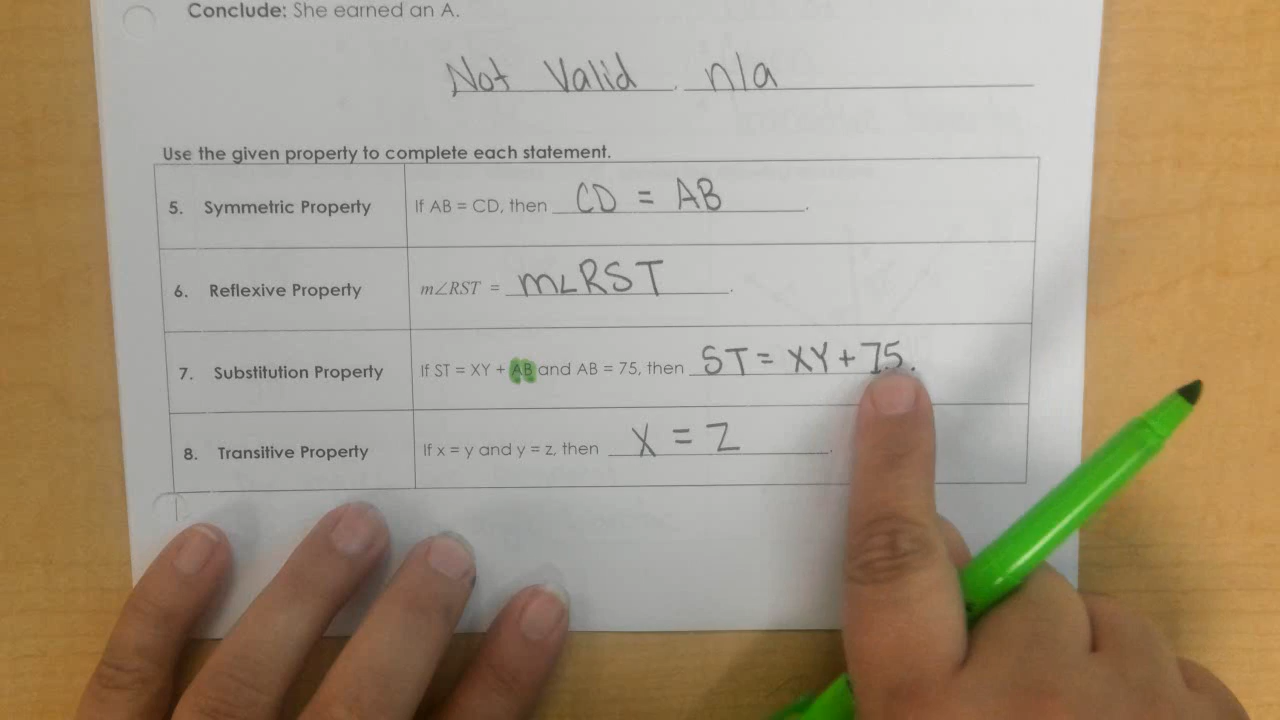 Conclude: She earned an A.
Not Valid. n/a
Use the given property to complete each statement.
5. Symmetric Property If AB = CD, then CD = AB.
6. Reflexive Property m∠RST = m∠RST.
7. Substitution Property If ST = XY + AB and AB = 75, then ST = XY + 75.
8. Transitive Property If x = y and y = z, then X = Z.